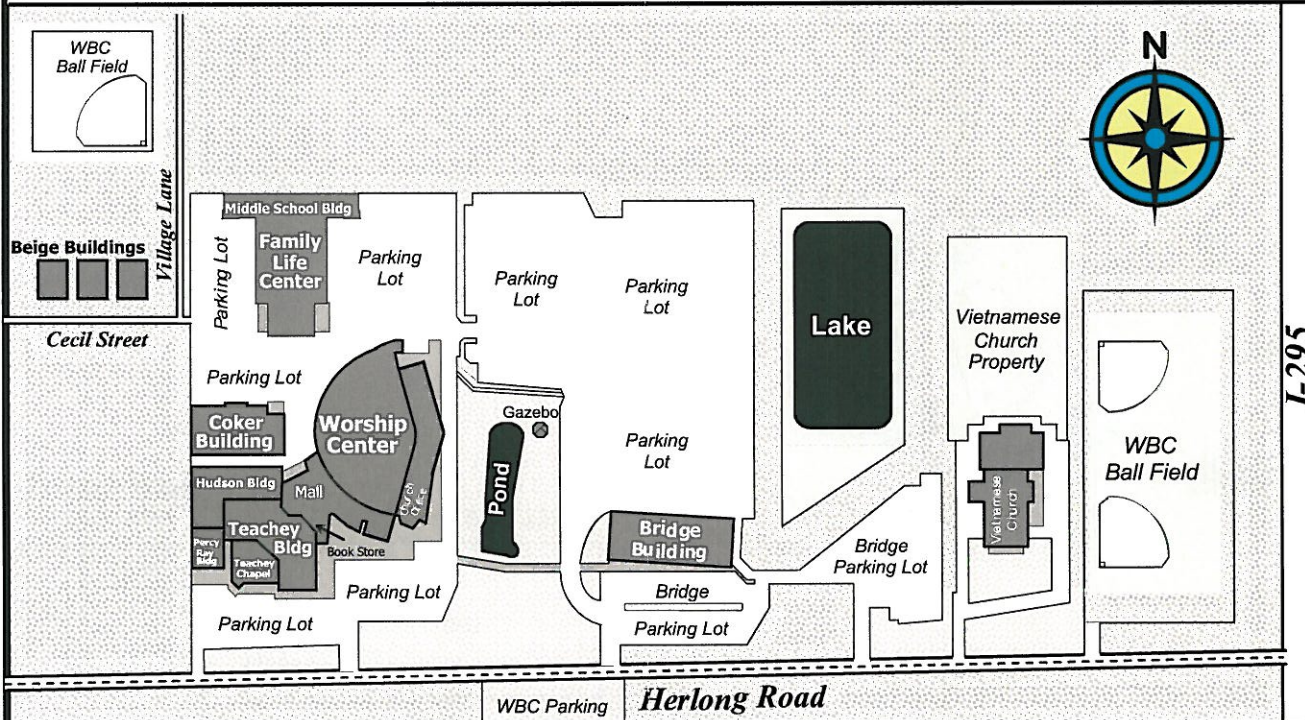 WBC
Ball Field
N
Village Lane
Middle School Bldg
Family
Life
Center
Beige Buildings
Parking Lot
Parking
Lot
Parking
Lot
Parking
Lot
Lake
Vietnamese
Church
Property
I-295
Cecil Street
Parking Lot
Coker
Building
Worship
Center
Gazebo
Parking
Lot
WBC
Ball Field
Hudson Bldg
Mall
Church
Office
Pond
Vietnamese
Church
Teachey
Bldg
Book Store
Bridge
Building
Percy
Ray
Bldg
Teachey
Chapel
Bridge
Parking Lot
Parking Lot
Bridge
Parking Lot
Parking Lot
WBC Parking
Herlong Road